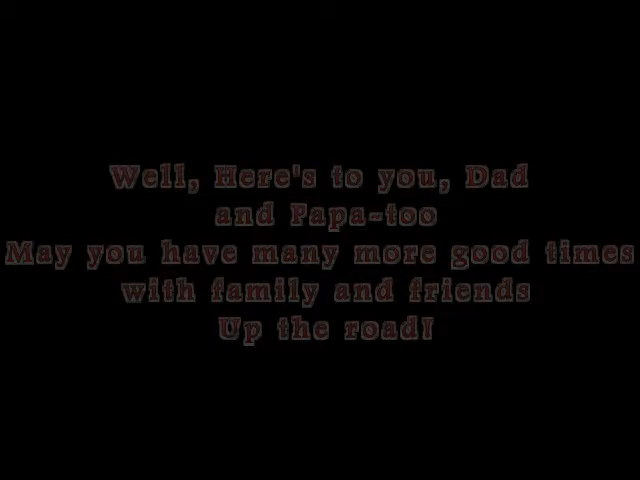 Well, Here's to you, Dad
and Papa-too
May you have many more good times
with family and friends
Up the road!